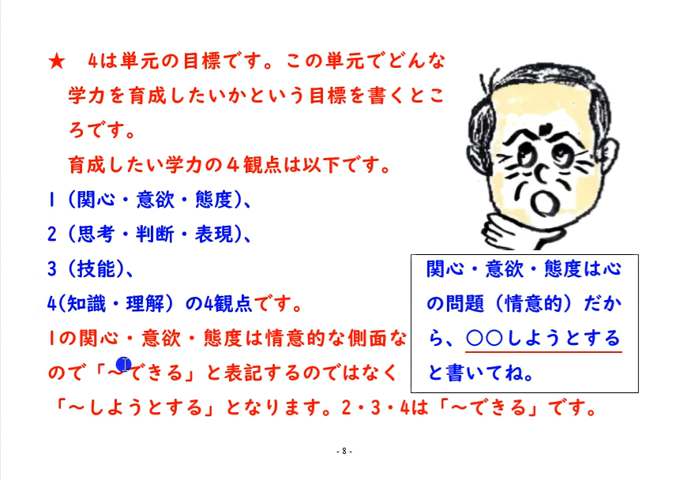 ★　4は単元の目標です。この単元でどんな
学力を育成したいかという目標を書くとこ
ろです。
育成したい学力の４観点は以下です。
1（関心・意欲・態度）、
2（思考・判断・表現）、
3（技能）、
4(知識・理解）の4観点です。
1の関心・意欲・態度は情意的な側面な
ので「～できる」と表記するのではなく
「～しようとする」となります。2・3・4は「～できる」です。
関心・意欲・態度は心
の問題（情意的）だか
ら、○○しようとする
と書いてね。
- 8 -